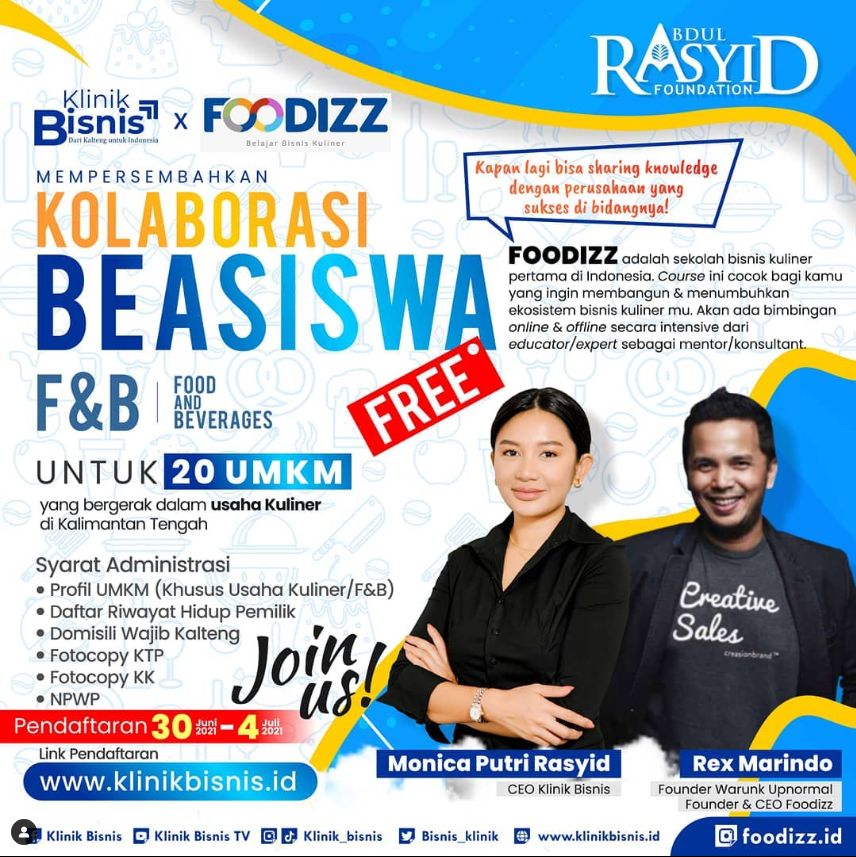 ABDUL
RASYID
FOUNDATION
Klinik
Bisnis
Dari Kalteng untuk Indonesia
x
FOODIZZ
Belajar Bisnis Kuliner
MEMPERSEMBAHKAN
KOLABORASI
BEASISWA
F&B
FOOD
AND
BEVERAGES
FREE*
UNTUK 20 UMKM
yang bergerak dalam usaha Kuliner
di Kalimantan Tengah
Kapan lagi bisa sharing knowledge
dengan perusahaan yang
sukses di bidangnya!
FOODIZZ adalah sekolah bisnis kuliner
pertama di Indonesia. Course ini cocok bagi kamu
yang ingin membangun & menumbuhkan
ekosistem bisnis kuliner mu. Akan ada bimbingan
online & offline secara intensive dari
educator/expert sebagai mentor/konsultant.
Syarat Administrasi
• Profil UMKM (Khusus Usaha Kuliner/F&B)
• Daftar Riwayat Hidup Pemilik
• Domisili Wajib Kalteng
• Fotocopy KTP
• Fotocopy KK
• NPWP
Join
us!
Creative
Sales
creasionbrand™
Pendaftaran 30 Juni 2021 - 4 Juli 2021
Link Pendaftaran
www.klinikbisnis.id
Monica Putri Rasyid
CEO Klinik Bisnis
Rex Marindo
Founder Warunk Upnormal
Founder & CEO Foodizz
Klinik Bisnis Klinik Bisnis TV Klinik_bisnis Bisnis_klinik www.klinikbisnis.id
foodizz.id